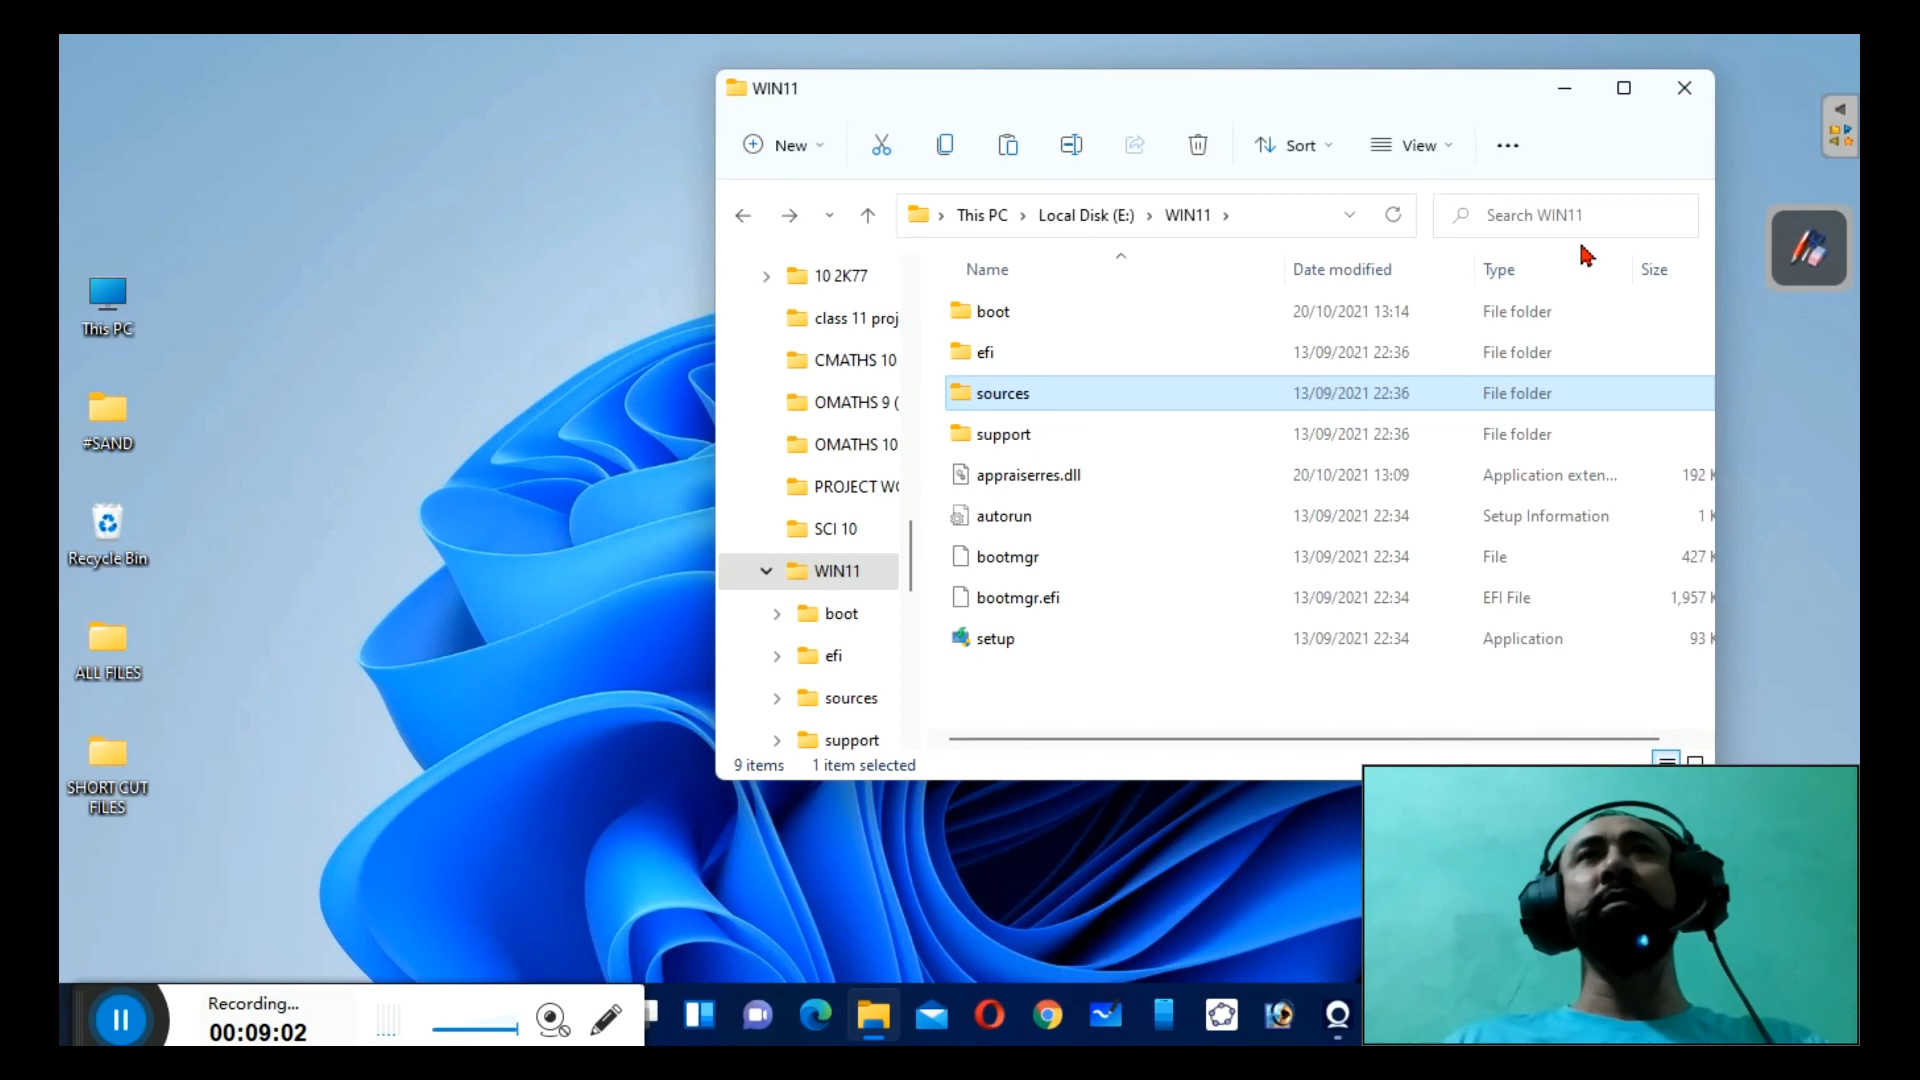 WIN11
New
Sort
View
This PC
Local Disk (E:)
WIN11
Search WIN11
Name
Date modified
Type
Size
10 2K77
class 11 proj
CMATHS 10
OMATHS 9 (
OMATHS 10
PROJECT WO
SCI 10
WIN11
boot
efi
sources
support
boot 20/10/2021 13:14 File folder
efi 13/09/2021 22:36 File folder
sources 13/09/2021 22:36 File folder
support 13/09/2021 22:36 File folder
appraiserres.dll 20/10/2021 13:09 Application exten... 192 K
autorun 13/09/2021 22:34 Setup Information 1 K
bootmgr 13/09/2021 22:34 File 427 K
bootmgr.efi 13/09/2021 22:34 EFI File 1,957 K
setup 13/09/2021 22:34 Application 93 K
9 items 1 item selected
This PC
#SAND
Recycle Bin
ALL FILES
SHORT CUT
FILES
Recording...
00:09:02